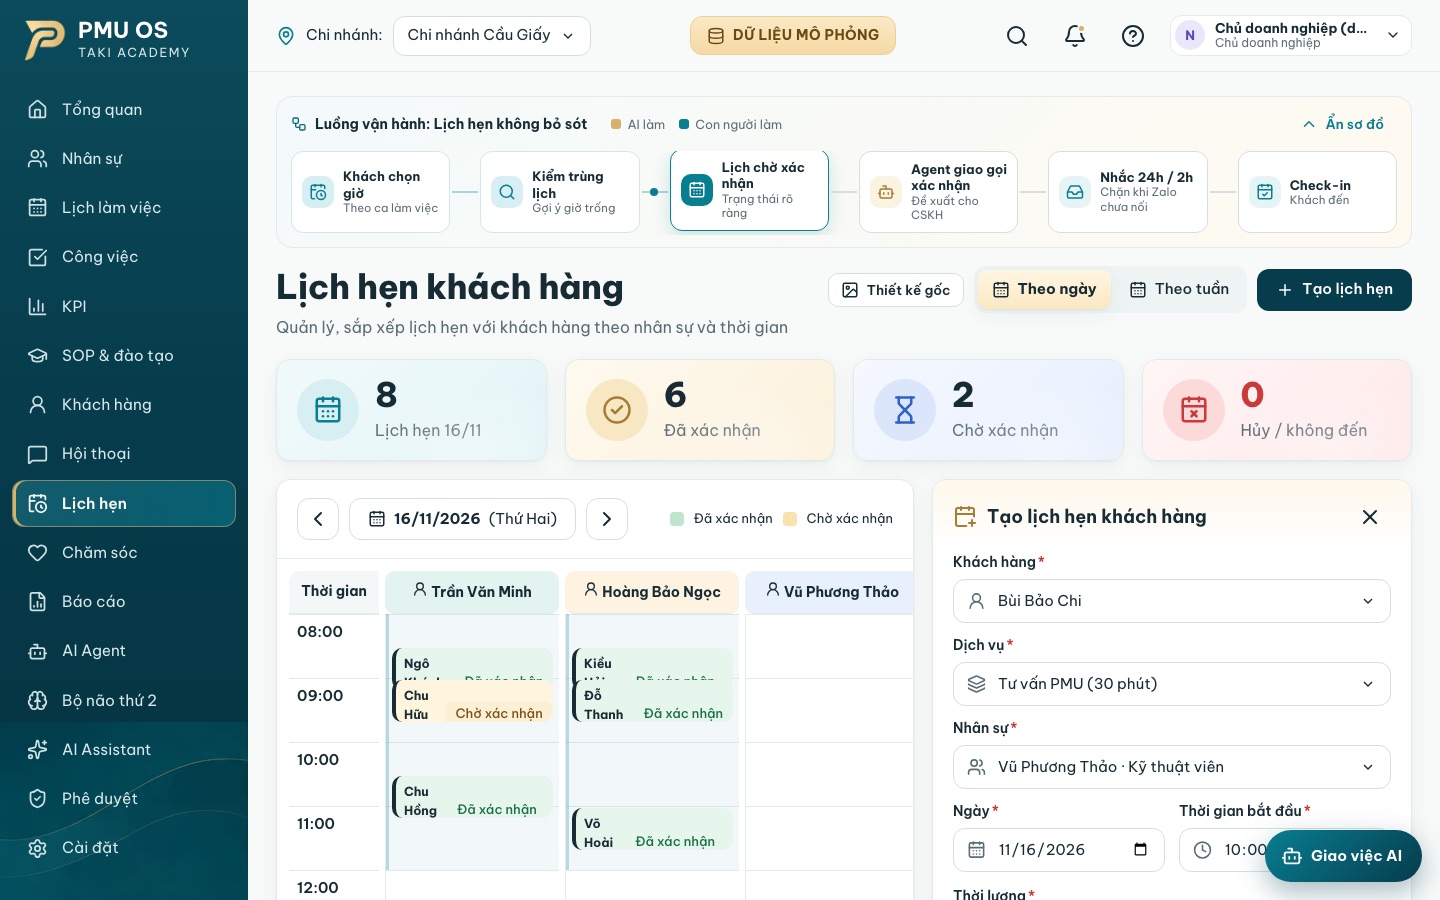 PMU OS
TAKI ACADEMY
Tổng quan
Nhân sự
Lịch làm việc
Công việc
KPI
SOP & đào tạo
Khách hàng
Hội thoại
Lịch hẹn
Chăm sóc
Báo cáo
AI Agent
Bộ não thứ 2
AI Assistant
Phê duyệt
Cài đặt
Chi nhánh:
Chi nhánh Cầu Giấy
DỮ LIỆU MÔ PHỎNG
N
Chủ doanh nghiệp (d...
Chủ doanh nghiệp
Luồng vận hành: Lịch hẹn không bỏ sót
AI làm
Con người làm
Ẩn sơ đồ
Khách chọn
giờ
Theo ca làm việc
Kiểm trùng
lịch
Gợi ý giờ trống
Lịch chờ xác
nhận
Trạng thái rõ
ràng
Agent giao gọi
xác nhận
Đề xuất cho
CSKH
Nhắc 24h / 2h
Chặn khi Zalo
chưa nối
Check-in
Khách đến
Lịch hẹn khách hàng
Quản lý, sắp xếp lịch hẹn với khách hàng theo nhân sự và thời gian
Thiết kế gốc
Theo ngày
Theo tuần
Tạo lịch hẹn
8
Lịch hẹn 16/11
6
Đã xác nhận
2
Chờ xác nhận
0
Hủy / không đến
16/11/2026 (Thứ Hai)
Đã xác nhận
Chờ xác nhận
Thời gian
Trần Văn Minh
Hoàng Bảo Ngọc
Vũ Phương Thảo
08:00
09:00
10:00
11:00
12:00
Ngô
Chu
Hữu
Chờ xác nhận
Chu
Hồng
Đã xác nhận
Kiều
Đỗ
Thanh
Đã xác nhận
Võ
Hoài
Đã xác nhận
Tạo lịch hẹn khách hàng
Khách hàng*
Bùi Bảo Chi
Dịch vụ*
Tư vấn PMU (30 phút)
Nhân sự*
Vũ Phương Thảo · Kỹ thuật viên
Ngày*
11/16/2026
Thời gian bắt đầu*
10:00
Thời lượng*
Giao việc AI